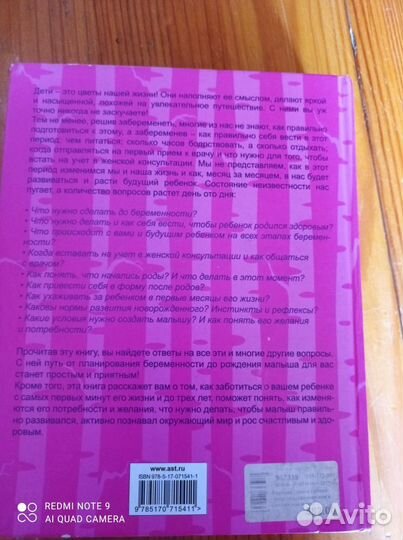 Дети – это цветы нашей жизни! Они наполняют ее смыслом, делают яркой
и насыщенной, похожей на увлекательное путешествие. С ними вы уж
точно никогда не заскучаете!
Тем не менее, решив забеременеть, многие из нас не знают, как правильно
подготовиться к этому, а забеременев – как правильно себя вести в этот
период; чем питаться; сколько часов бодрствовать, а сколько отдыхать;
когда отправляться на первый прием к врачу и что нужно для того, чтобы
встать на учет в женской консультации. Мы не представляем, как в этот
период изменимся мы и наша жизнь и как, месяц за месяцем, в нас будет
развиваться и расти будущий ребенок. Состояние неизвестности нас
пугает, а количество вопросов растет день ото дня:
• Что нужно сделать до беременности?
• Что нужно делать и как себя вести, чтобы ребенок родился здоровым?
• Что происходит с вами и будущим ребенком на всех этапах беремен-
ности?
• Когда вставать на учет в женской консультации и как общаться
с врачом?
• Как понять, что начались роды? И что делать в этот момент?
• Как привести себя в форму после родов?
• Как ухаживать за ребенком в первые месяцы его жизни?
• Каковы нормы развития новорожденного? Инстинкты и рефлексы?
• Какие условия нужно создать малышу? И как понять его желания
и потребности?
Прочитав эту книгу, вы найдете ответы на все эти и многие другие вопросы.
С ней путь от планирования беременности до рождения малыша для вас
станет простым и приятным!
Кроме того, эта книга расскажет вам о том, как заботиться о вашем ребенке
с самых первых минут его жизни и до трех лет, поможет понять, как изменя-
ются его потребности и желания, что нужно делать, чтобы малыш правиль-
но развивался, активно познавал окружающий мир и рос счастливым и здо-
ровым.
www.ast.ru
ISBN 978-5-17-071541-1
9 785170 715411 >
REDMI NOTE 9
AI QUAD CAMERA
Avito